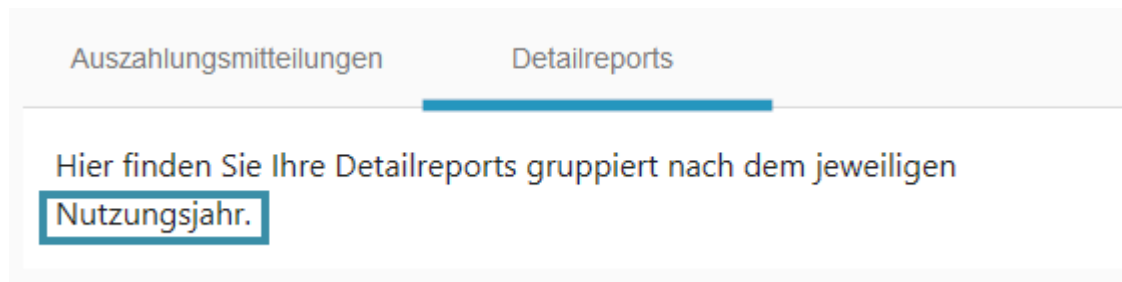 Auszahlungsmitteilungen Detailreports
Hier finden Sie Ihre Detailreports gruppiert nach dem jeweiligen
Nutzungsjahr.